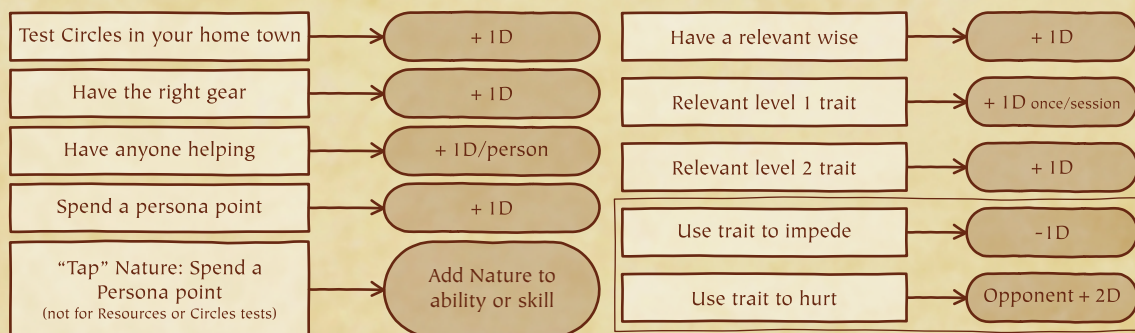 Test Circles in your home town
+ 1D
Have the right gear
+ 1D
Have anyone helping
+ 1D/person
Spend a persona point
+ 1D
“Tap” Nature: Spend a
Persona point
(not for Resources or Circles tests)
Add Nature to
ability or skill
Have a relevant wise
+ 1D
Relevant level 1 trait
+ 1D once/session
Relevant level 2 trait
+ 1D
Use trait to impede
-1D
Use trait to hurt
Opponent + 2D